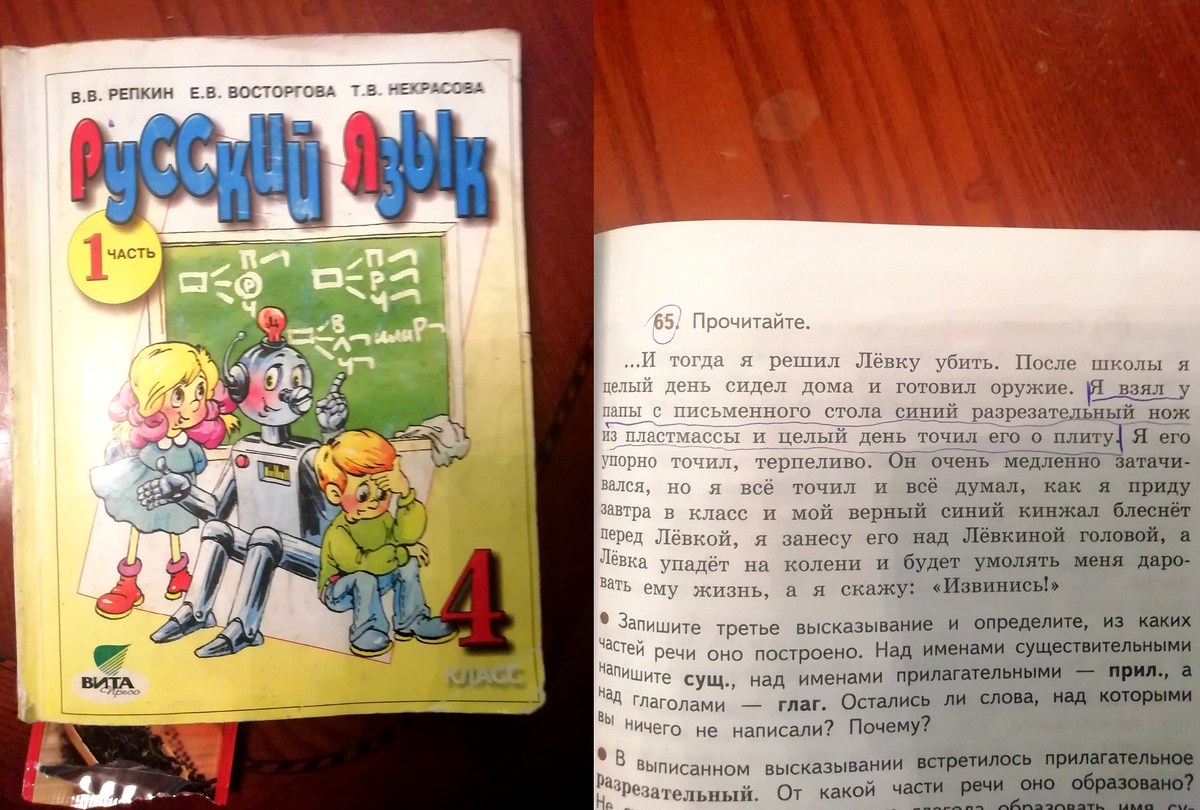 В.В. РЕПКИН Е.В. ВОСТОРГОВА Т.В. НЕКРАСОВА
Русский Язык
1 ЧАСТЬ
П
Р
Ч
П
Р
Ч
В
Л
Ч
или Р
4
КЛАСС
ВИТА
Пресс
65. Прочитайте.
...И тогда я решил Лёвку убить. После школы я
целый день сидел дома и готовил оружие. Я взял у
папы с письменного стола синий разрезательный нож
из пластмассы и целый день точил его о плиту. Я его
упорно точил, терпеливо. Он очень медленно затачи-
вался, но я всё точил и всё думал, как я приду
завтра в класс и мой верный синий кинжал блеснёт
перед Лёвкой, я занесу его над Лёвкиной головой, а
Лёвка упадёт на колени и будет умолять меня даро-
вать ему жизнь, а я скажу: «Извинись!»
• Запишите третье высказывание и определите, из каких
частей речи оно построено. Над именами существительными
напишите сущ., над именами прилагательными — прил., а
над глаголами — глаг. Остались ли слова, над которыми
вы ничего не написали? Почему?
• В выписанном высказывании встретилось прилагательное
разрезательный. От какой части речи оно образовано?
глагола образовать имя су-